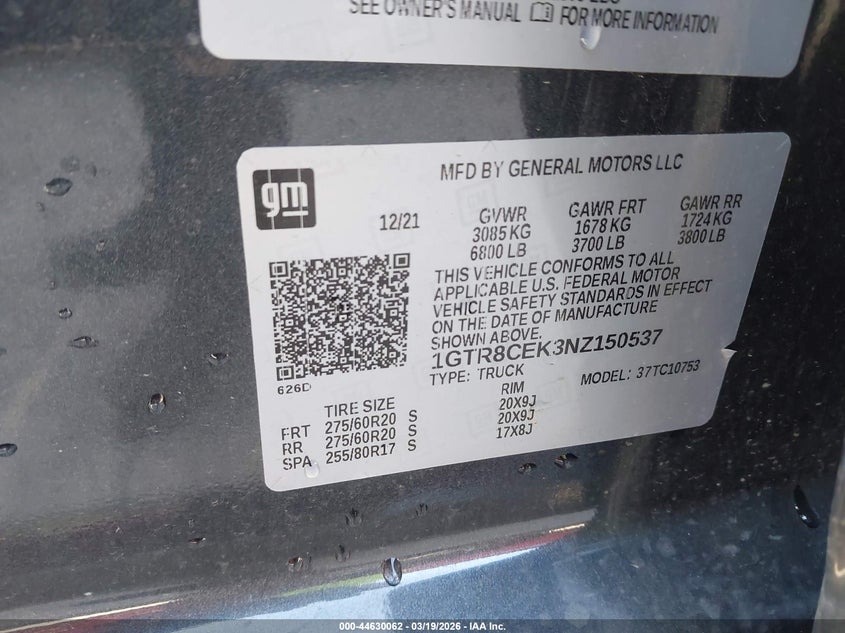 SEE OWNER'S MANUAL FOR MORE INFORMATION
gm
MFD BY GENERAL MOTORS LLC
12/21
GVWR
3085 KG
6800 LB
GAWR FRT
1678 KG
3700 LB
GAWR RR
1724 KG
3800 LB
THIS VEHICLE CONFORMS TO ALL
APPLICABLE U.S. FEDERAL MOTOR
VEHICLE SAFETY STANDARDS IN EFFECT
ON THE DATE OF MANUFACTURE
SHOWN ABOVE.
1GTR8CEK3NZ150537
TYPE: TRUCK
MODEL: 37TC10753
626D
TIRE SIZE RIM
FRT 275/60R20 S 20X9J
RR 275/60R20 S 20X9J
SPA 255/80R17 S 17X8J
000-44630062 - 03/19/2026 - IAA Inc.